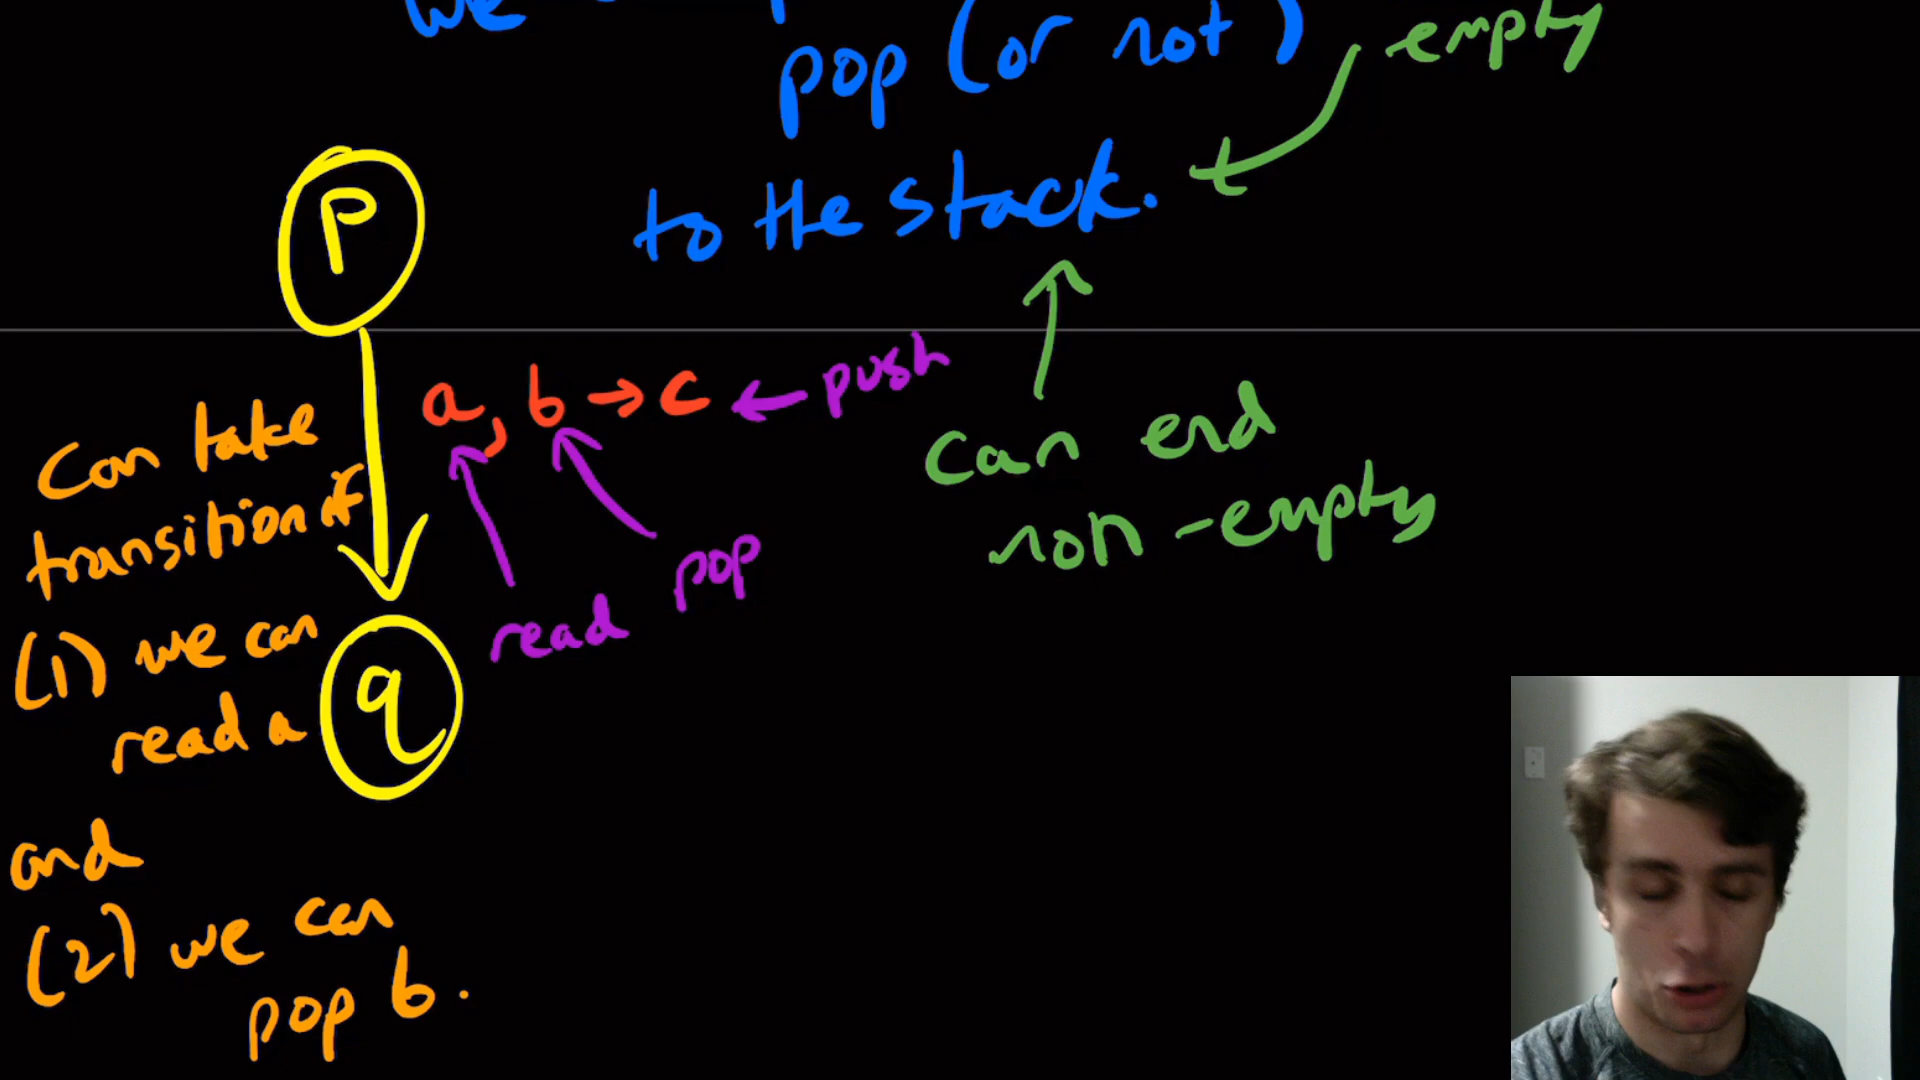 we
pop (or not)
empty
to the stack.
P
a, b → c ← push
can take
transition if
can end
non-empty
read pop
(1) we can
read a
q
and
(2) we can
pop b.